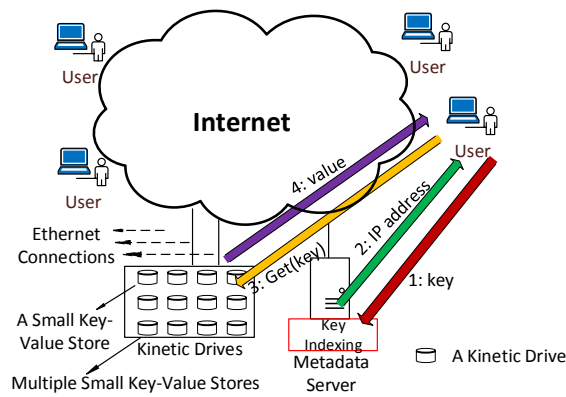 User
User
Internet
User
User
4: value
3: Get(key)
2: IP address
1: key
Ethernet
Connections
A Small Key-
Value Store
Kinetic Drives
Multiple Small Key-Value Stores
Key
Indexing
Metadata
Server
A Kinetic Drive